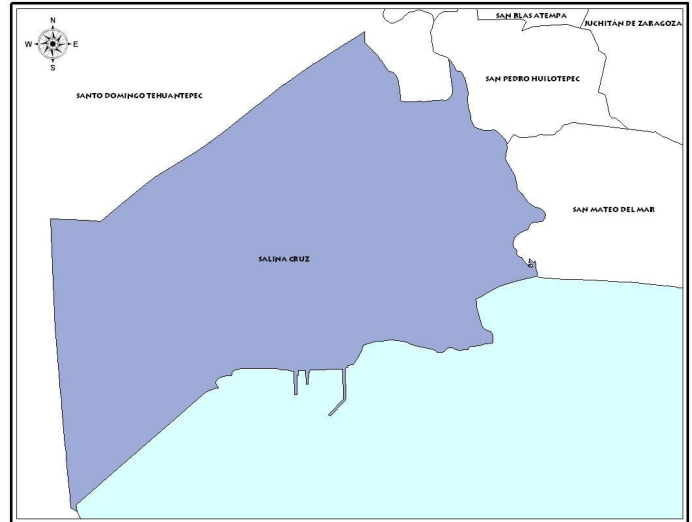 SAN BLAS ATEMPA
JUCHITÁN DE ZARAGOZA
N
W E
S
SAN PEDRO HUILOTEPEC
SANTO DOMINGO TEHUANTEPEC
SAN MATEO DEL MAR
SALINA CRUZ